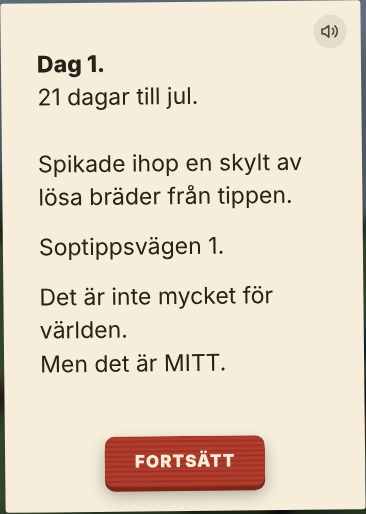 Dag 1.
21 dagar till jul.
Spikade ihop en skylt av
lösa bräder från tippen.
Soptippsvägen 1.
Det är inte mycket för
världen.
Men det är MITT.
FORTSÄTT